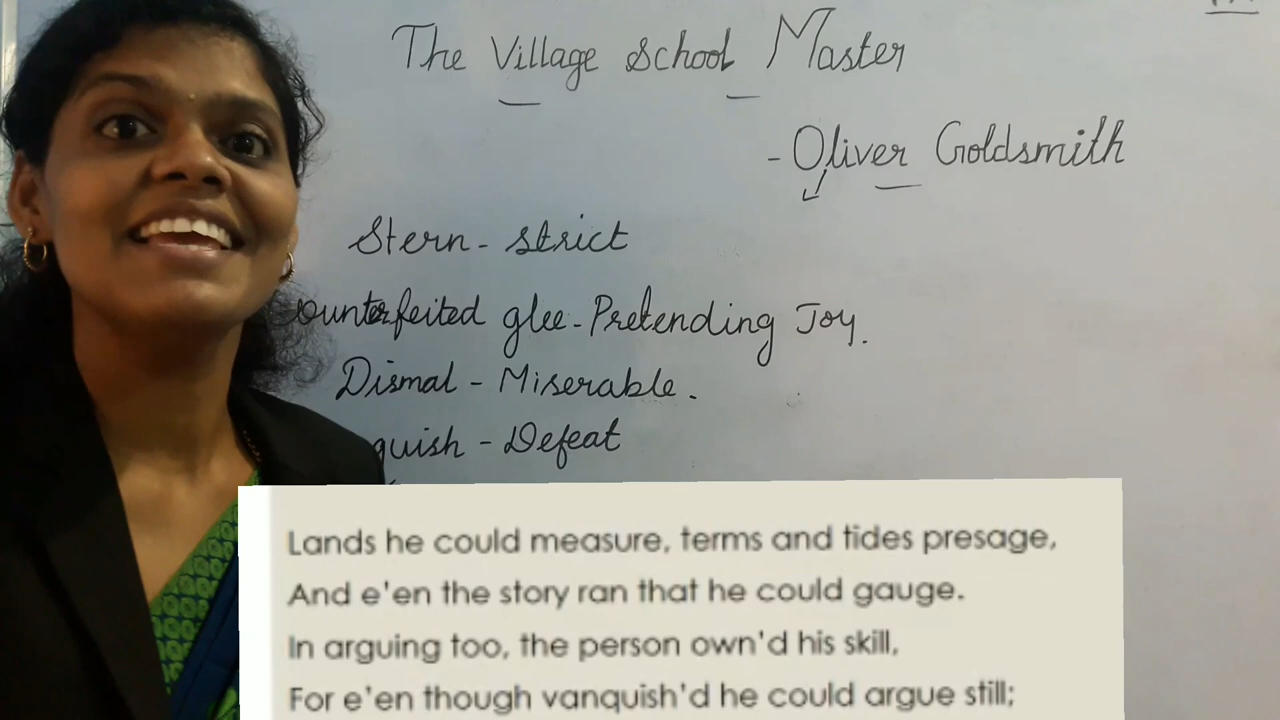 The Village School Master
- Oliver Goldsmith
Stern - strict
Counterfeited glee - Pretending Joy.
Dismal - Miserable.
quish - Defeat
Lands he could measure, terms and tides presage,
And e'en the story ran that he could gauge.
In arguing too, the person own'd his skill,
For e'en though vanquish'd he could argue still;